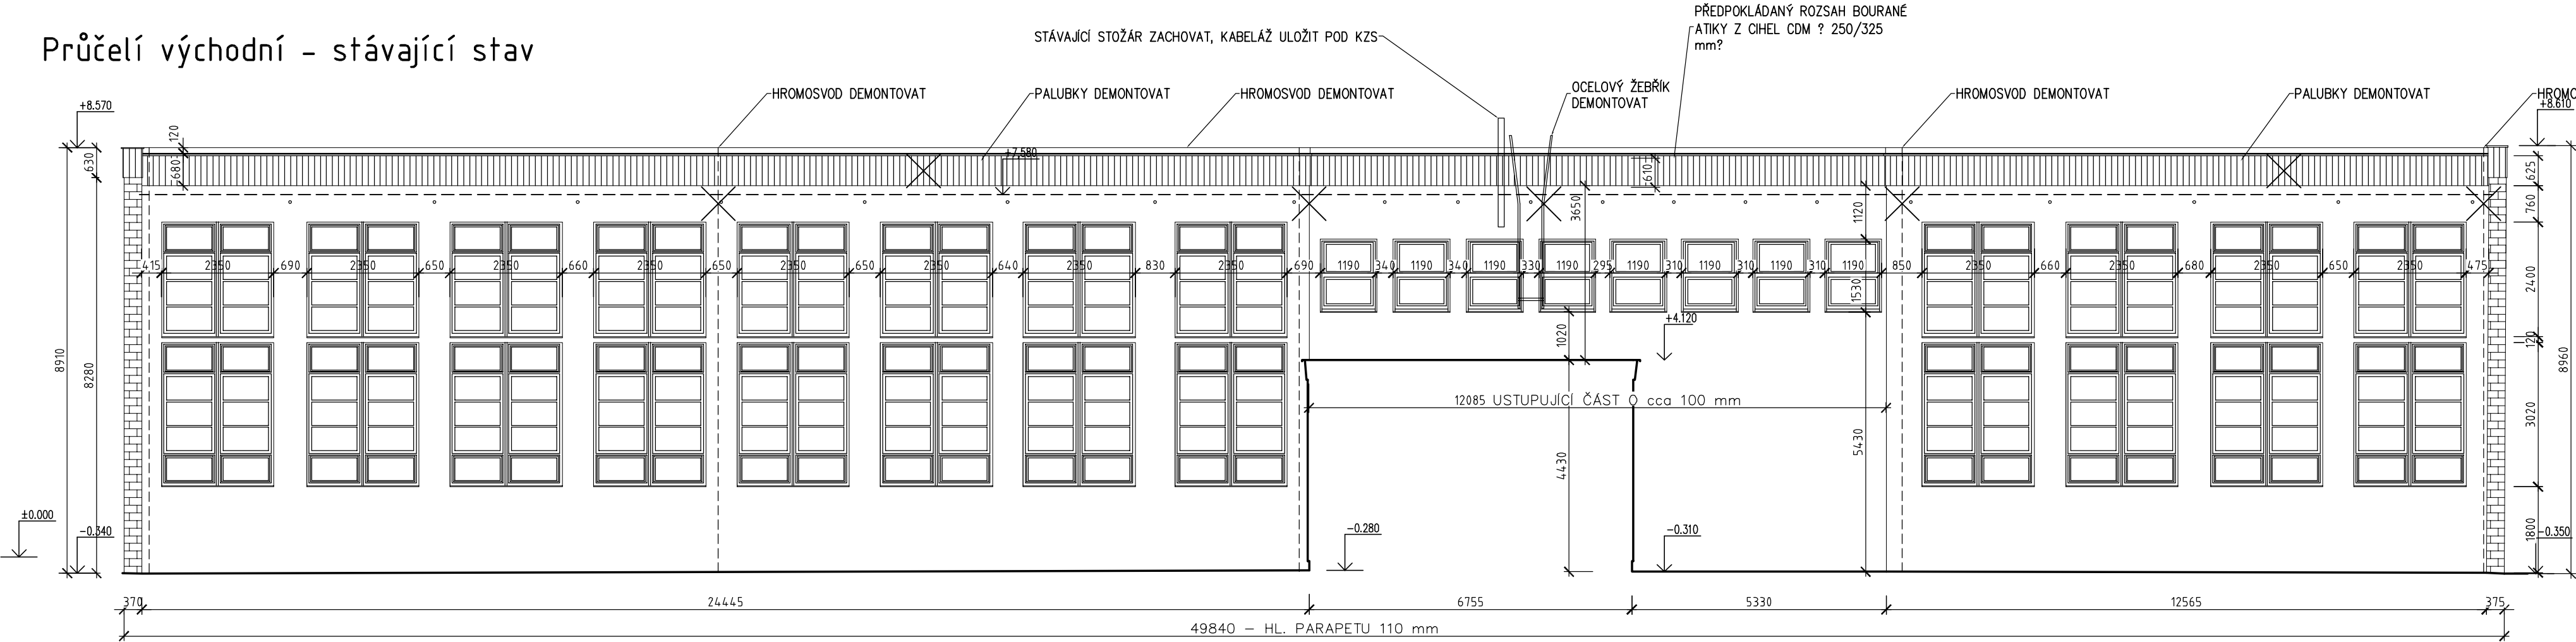 Průčelí východní - stávající stav
STÁVAJÍCÍ STOŽÁR ZACHOVAT, KABELÁŽ ULOŽIT POD KZS
PŘEDPOKLÁDANÝ ROZSAH BOURANÉ
ATIKY Z CIHEL CDM ? 250/325
mm?
HROMOSVOD DEMONTOVAT
PALUBKY DEMONTOVAT
HROMOSVOD DEMONTOVAT
OCELOVÝ ŽEBŘÍK
DEMONTOVAT
HROMOSVOD DEMONTOVAT
PALUBKY DEMONTOVAT
HROMO
+8.570
+8.610
120
630
680
+7,580
610
625
3650
1120
760
415 2350 690 2350 650 2350 660 2350 650 2350 650 2350 640 2350 830 2350 690 1190 340 1190 340 1190 330 1190 295 1190 310 1190 310 1190 310 1190 850 2350 660 2350 680 2350 650 2350 475
2400
1530
1020
+4.120
120
8910
8280
8960
12085 USTUPUJÍCÍ ČÁST O cca 100 mm
3020
5430
4430
±0.000
-0.340
-0.280
-0.310
1800
-0.350
370 24445 6755 5330 12565 375
49840 - HL. PARAPETU 110 mm